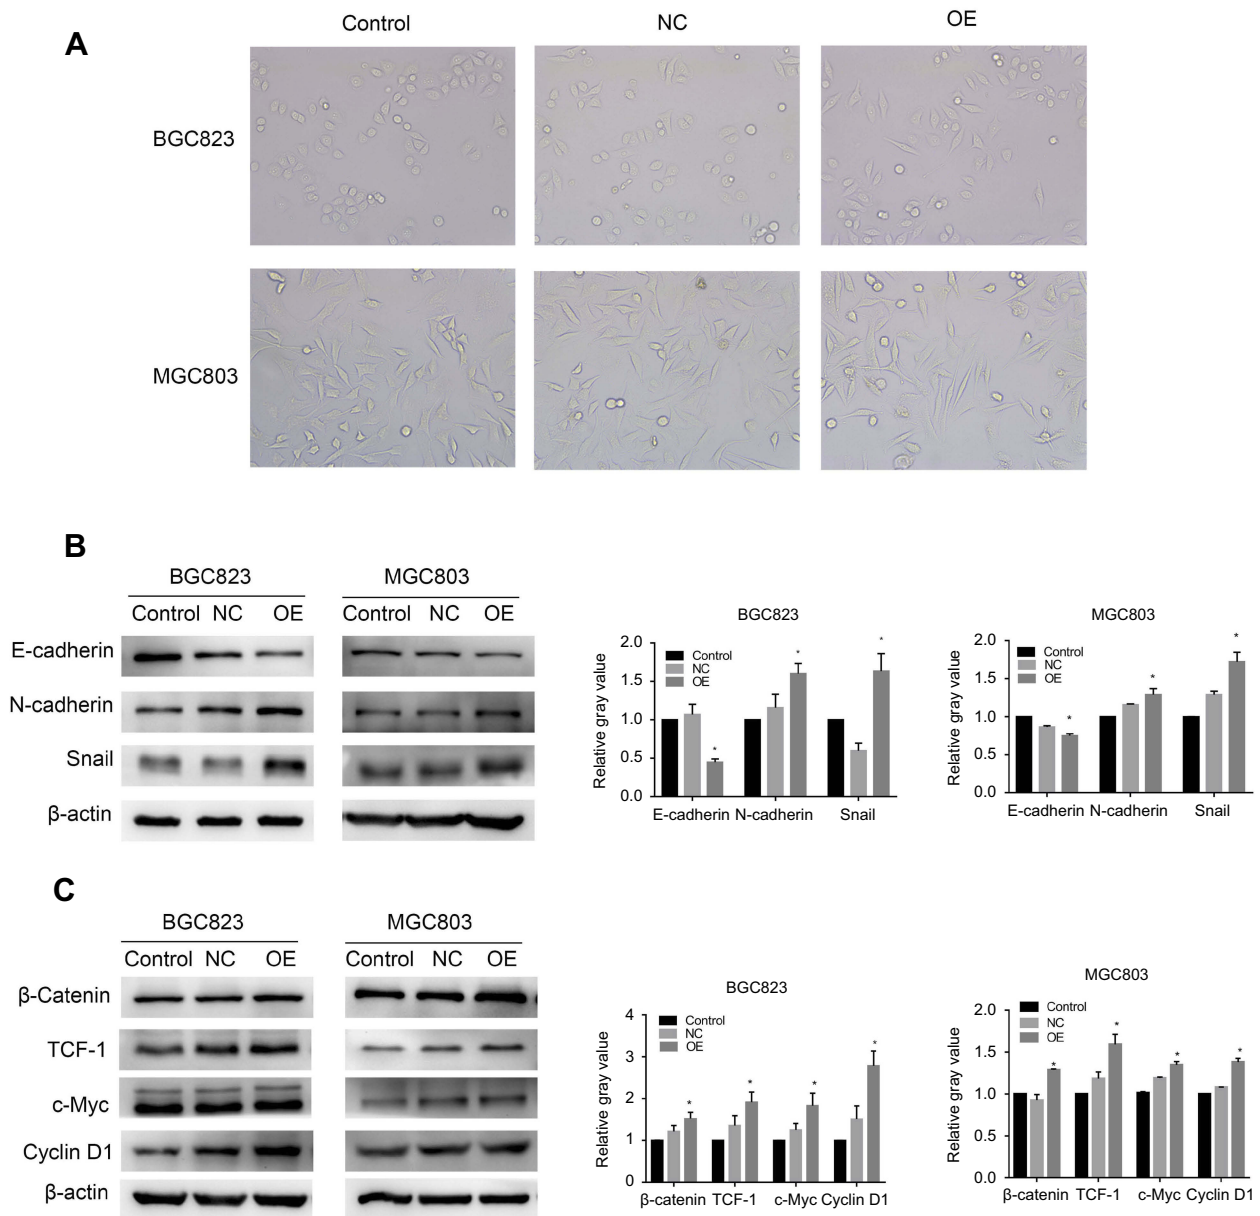 A
Control NC OE
BGC823
MGC803
B
BGC823 MGC803
Control NC OE Control NC OE
E-cadherin
N-cadherin
Snail
β-actin
BGC823
Relative gray value
2.0
1.5
1.0
0.5
0.0
Control
NC
OE
* * *
E-cadherin N-cadherin Snail
MGC803
Relative gray value
2.0
1.5
1.0
0.5
0.0
Control
NC
OE
* * *
E-cadherin N-cadherin Snail
C
BGC823 MGC803
Control NC OE Control NC OE
β-Catenin
TCF-1
c-Myc
Cyclin D1
β-actin
BGC823
Relative gray value
4
3
2
1
0
Control
NC
OE
* * * *
β-catenin TCF-1 c-Myc Cyclin D1
MGC803
Relative gray value
2.0
1.5
1.0
0.5
0.0
Control
NC
OE
* * * *
β-catenin TCF-1 c-Myc Cyclin D1